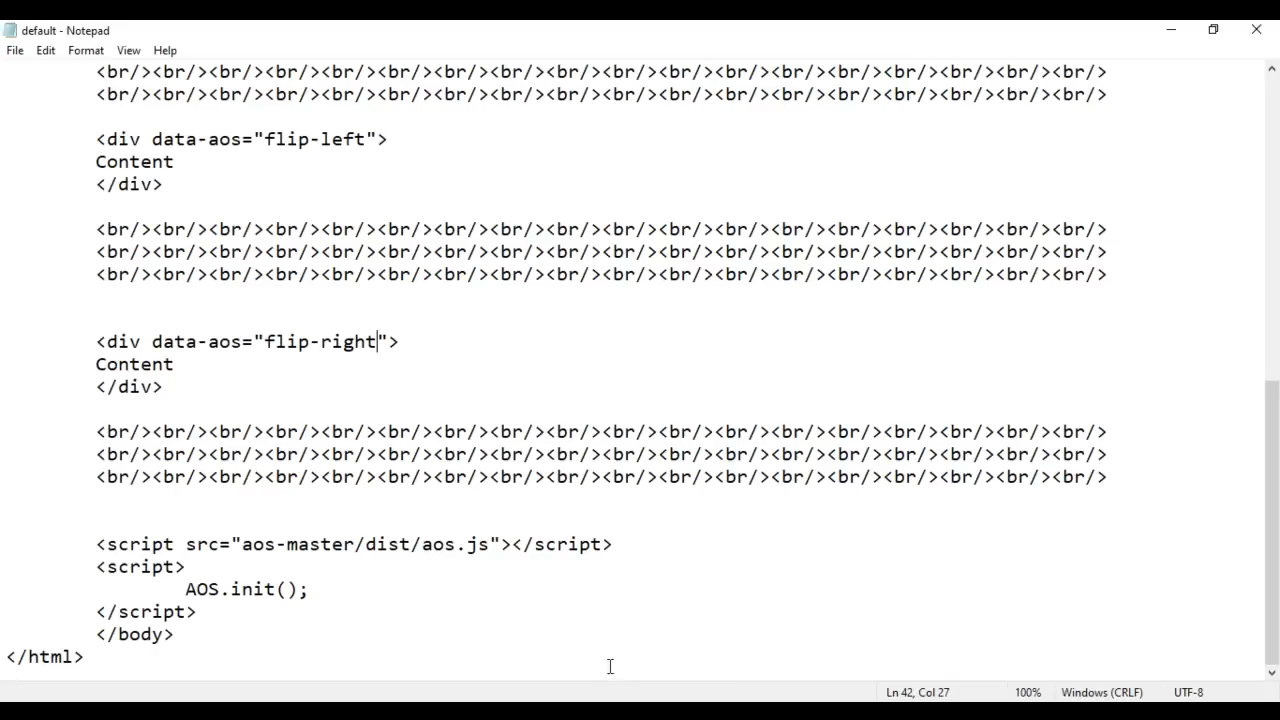 default - Notepad
File Edit Format View Help
<br/><br/><br/><br/><br/><br/><br/><br/><br/><br/><br/><br/><br/><br/><br/><br/><br/><br/>
<br/><br/><br/><br/><br/><br/><br/><br/><br/><br/><br/><br/><br/><br/><br/><br/><br/><br/>
<div data-aos="flip-left">
Content
</div>
<br/><br/><br/><br/><br/><br/><br/><br/><br/><br/><br/><br/><br/><br/><br/><br/><br/><br/>
<br/><br/><br/><br/><br/><br/><br/><br/><br/><br/><br/><br/><br/><br/><br/><br/><br/><br/>
<br/><br/><br/><br/><br/><br/><br/><br/><br/><br/><br/><br/><br/><br/><br/><br/><br/><br/>
<div data-aos="flip-right">
Content
</div>
<br/><br/><br/><br/><br/><br/><br/><br/><br/><br/><br/><br/><br/><br/><br/><br/><br/><br/>
<br/><br/><br/><br/><br/><br/><br/><br/><br/><br/><br/><br/><br/><br/><br/><br/><br/><br/>
<br/><br/><br/><br/><br/><br/><br/><br/><br/><br/><br/><br/><br/><br/><br/><br/><br/><br/>
<script src="aos-master/dist/aos.js"></script>
<script>
AOS.init();
</script>
</body>
</html>
Ln 42, Col 27 100% Windows (CRLF) UTF-8